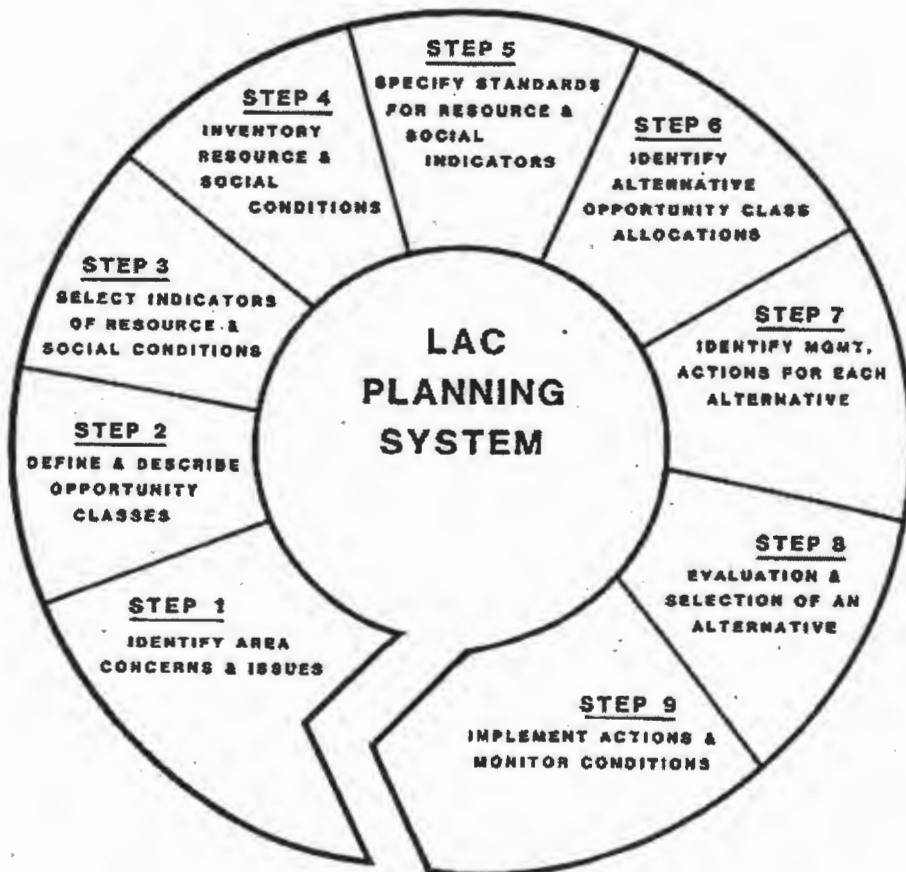 LAC
PLANNING
SYSTEM
STEP 1
IDENTIFY AREA
CONCERNS & ISSUES
STEP 2
DEFINE & DESCRIBE
OPPORTUNITY
CLASSES
STEP 3
SELECT INDICATORS
OF RESOURCE &
SOCIAL CONDITIONS
STEP 4
INVENTORY
RESOURCE &
SOCIAL
CONDITIONS
STEP 5
SPECIFY STANDARDS
FOR RESOURCE &
SOCIAL
INDICATORS
STEP 6
IDENTIFY
ALTERNATIVE
OPPORTUNITY CLASS
ALLOCATIONS
STEP 7
IDENTIFY MGMT.
ACTIONS FOR EACH
ALTERNATIVE
STEP 8
EVALUATION &
SELECTION OF AN
ALTERNATIVE
STEP 9
IMPLEMENT ACTIONS &
MONITOR CONDITIONS